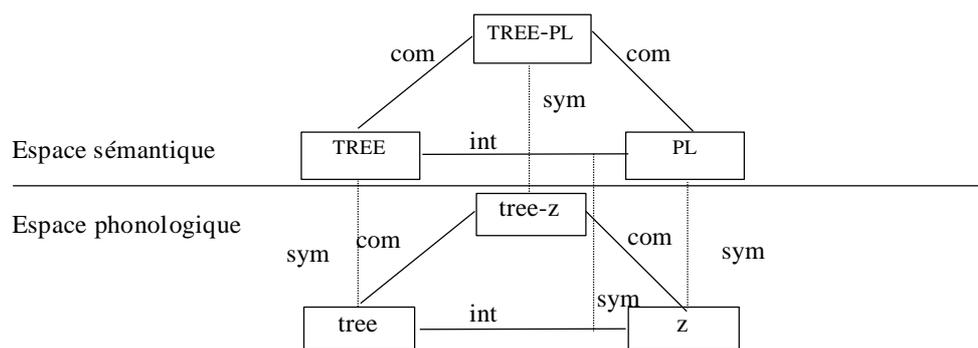 TREE-PL
com com
sym
Espace sémantique TREE int PL
Espace phonologique tree-z
sym com com sym
sym
tree int z